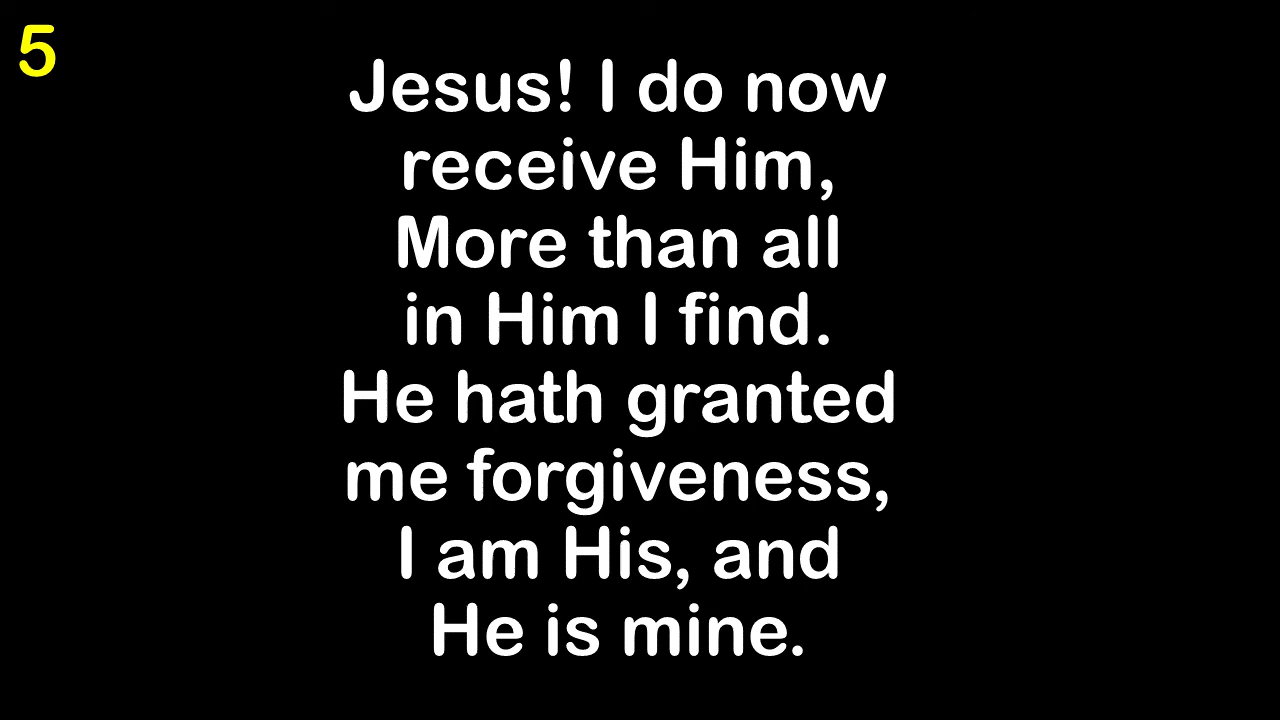 5
Jesus! I do now
receive Him,
More than all
in Him I find.
He hath granted
me forgiveness,
I am His, and
He is mine.